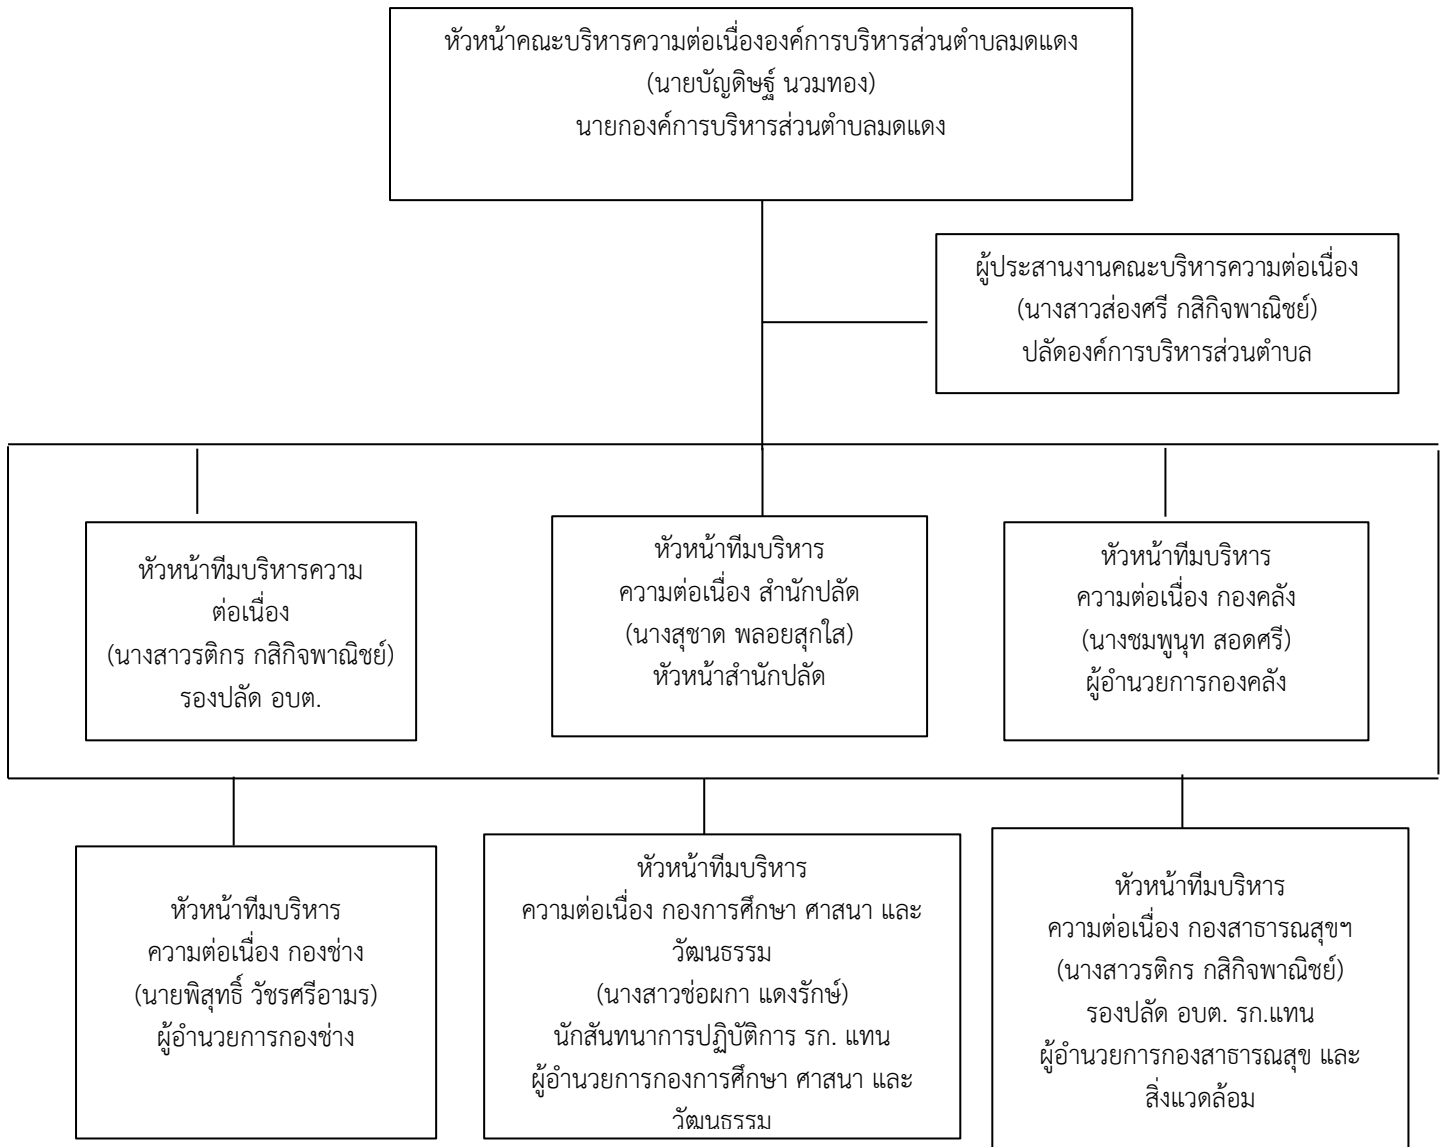 หัวหน้าคณะบริหารความต่อเนื่ององค์การบริหารส่วนตำบลมดแดง
(นายบัญดิษฐ์ นวมทอง)
นายกองค์การบริหารส่วนตำบลมดแดง
ผู้ประสานงานคณะบริหารความต่อเนื่อง
(นางสาวส่องศรี กสิกิจพาณิชย์)
ปลัดองค์การบริหารส่วนตำบล
หัวหน้าทีมบริหารความ
ต่อเนื่อง
(นางสาวรติกร กสิกิจพาณิชย์)
รองปลัด อบต.
หัวหน้าทีมบริหาร
ความต่อเนื่อง สำนักปลัด
(นางสุชาด พลอยสุกใส)
หัวหน้าสำนักปลัด
หัวหน้าทีมบริหาร
ความต่อเนื่อง กองคลัง
(นางชมพูนุท สอดศรี)
ผู้อำนวยการกองคลัง
หัวหน้าทีมบริหาร
ความต่อเนื่อง กองช่าง
(นายพิสุทธิ์ วัชรศรีอามร)
ผู้อำนวยการกองช่าง
หัวหน้าทีมบริหาร
ความต่อเนื่อง กองการศึกษา ศาสนา และ
วัฒนธรรม
(นางสาวช่อผกา แดงรักษ์)
นักสันทนาการปฏิบัติการ รก. แทน
ผู้อำนวยการกองการศึกษา ศาสนา และ
วัฒนธรรม
หัวหน้าทีมบริหาร
ความต่อเนื่อง กองสาธารณสุขฯ
(นางสาวรติกร กสิกิจพาณิชย์)
รองปลัด อบต. รก.แทน
ผู้อำนวยการกองสาธารณสุข และ
สิ่งแวดล้อม